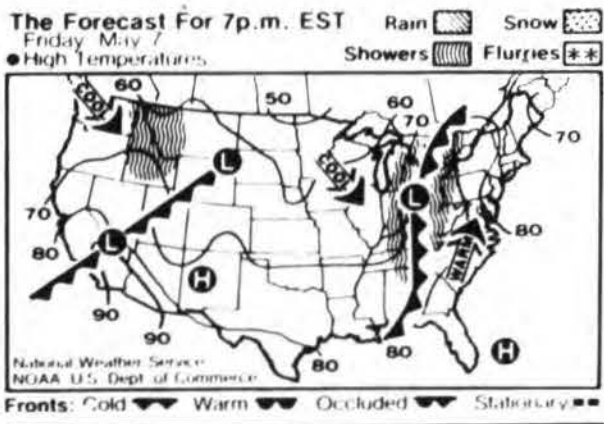 The Forecast For 7p.m. EST
Friday May 7
●High Temperatures
Rain Snow
Showers Flurries **
60
50
60
70
70
70
80
80
90
90
80
80
COOL
COOL
WARM
L
L
L
H
H
National Weather Service
NOAA U.S. Dept of Commerce
Fronts: Cold Warm Occluded Stationary